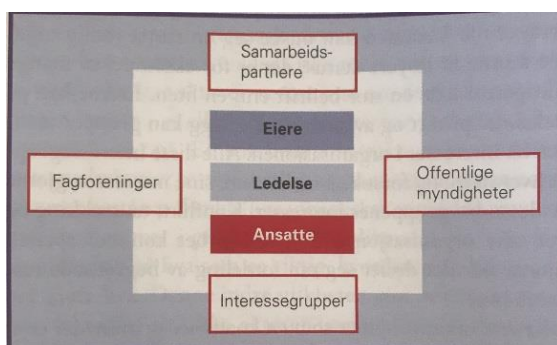 Samarbeids-
partnere
Eiere
Fagforeninger
Ledelse
Offentlige
myndigheter
Ansatte
Interessegrupper